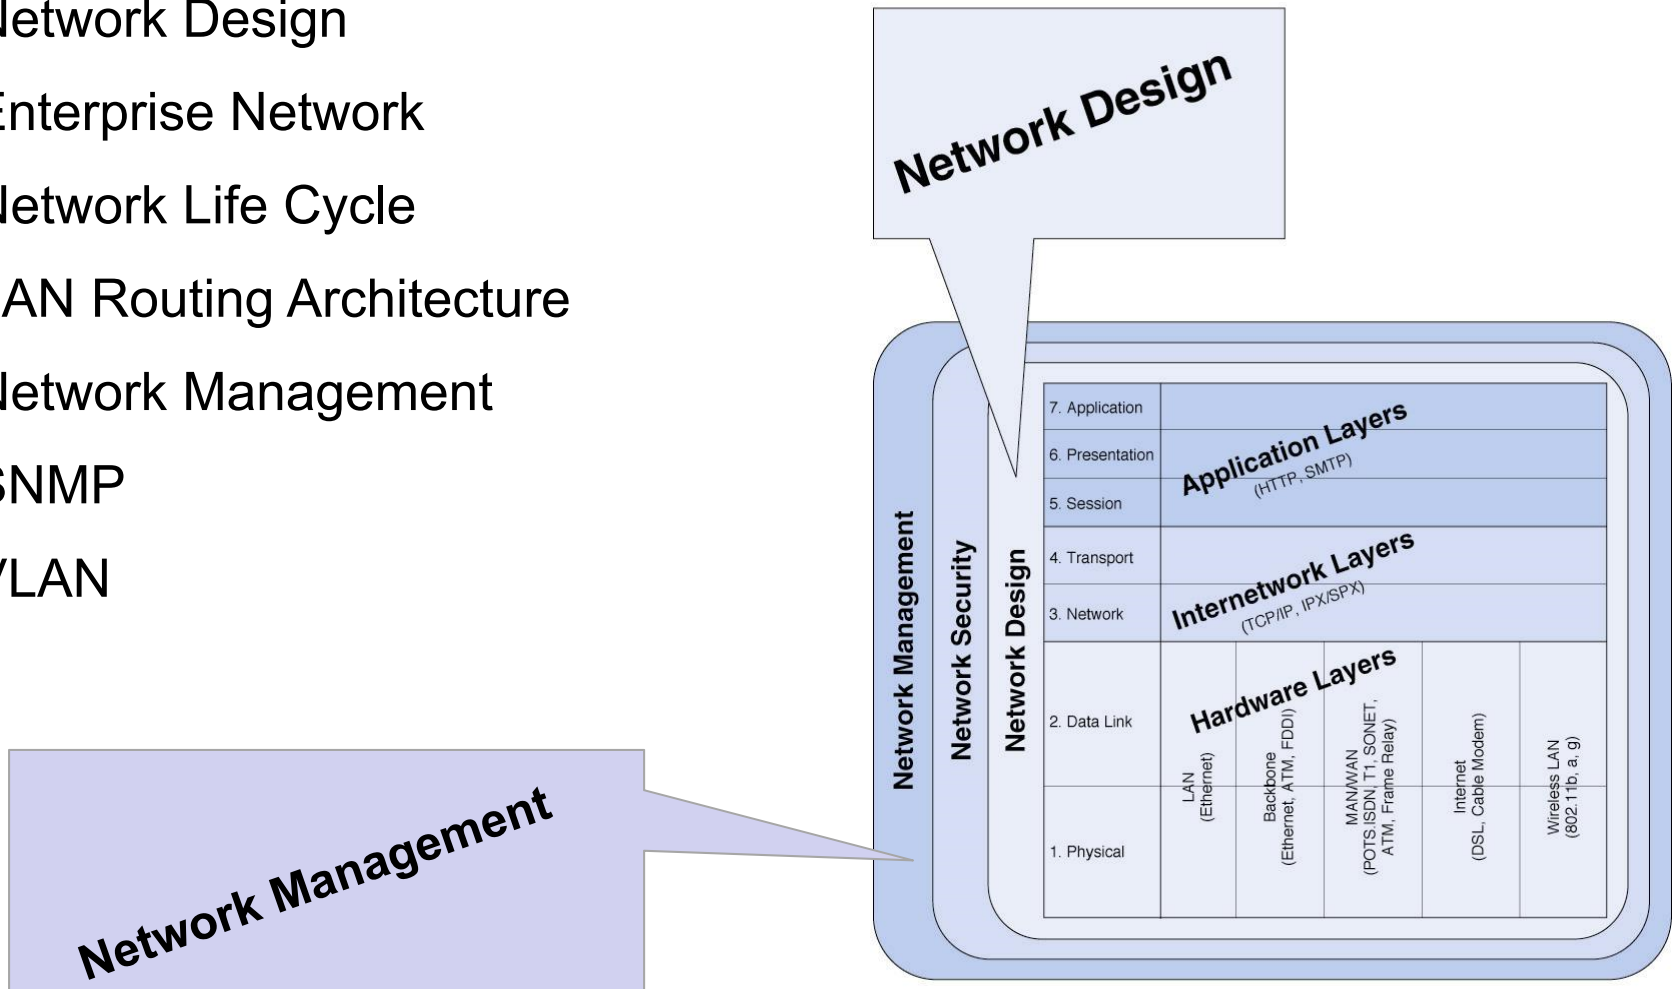 Network Design
Enterprise Network
Network Life Cycle
LAN Routing Architecture
Network Management
SNMP
VLAN
Network Design
Network Management
Network Management
Network Security
Network Design
7. Application
6. Presentation
5. Session
4. Transport
3. Network
2. Data Link
1. Physical
Application Layers
(HTTP, SMTP)
Internetwork Layers
(TCP/IP, IPX/SPX)
Hardware Layers
LAN
(Ethernet)
Backbone
(Ethernet, ATM, FDDI)
MAN/WAN
(POTS.ISDN, T1, SONET,
ATM, Frame Relay)
Internet
(DSL, Cable Modem)
Wireless LAN
(802.11b, a, g)